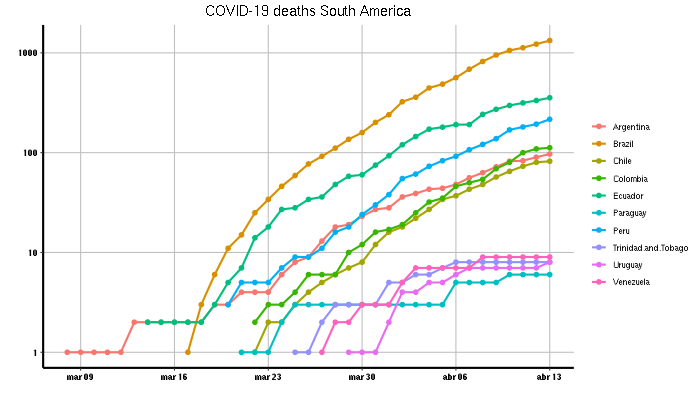 COVID-19 deaths South America
1000
100
10
1
mar 09 mar 16 mar 23 mar 30 abr 06 abr 13
Argentina
Brazil
Chile
Colombia
Ecuador
Paraguay
Peru
Trinidad.and.Tobago
Uruguay
Venezuela